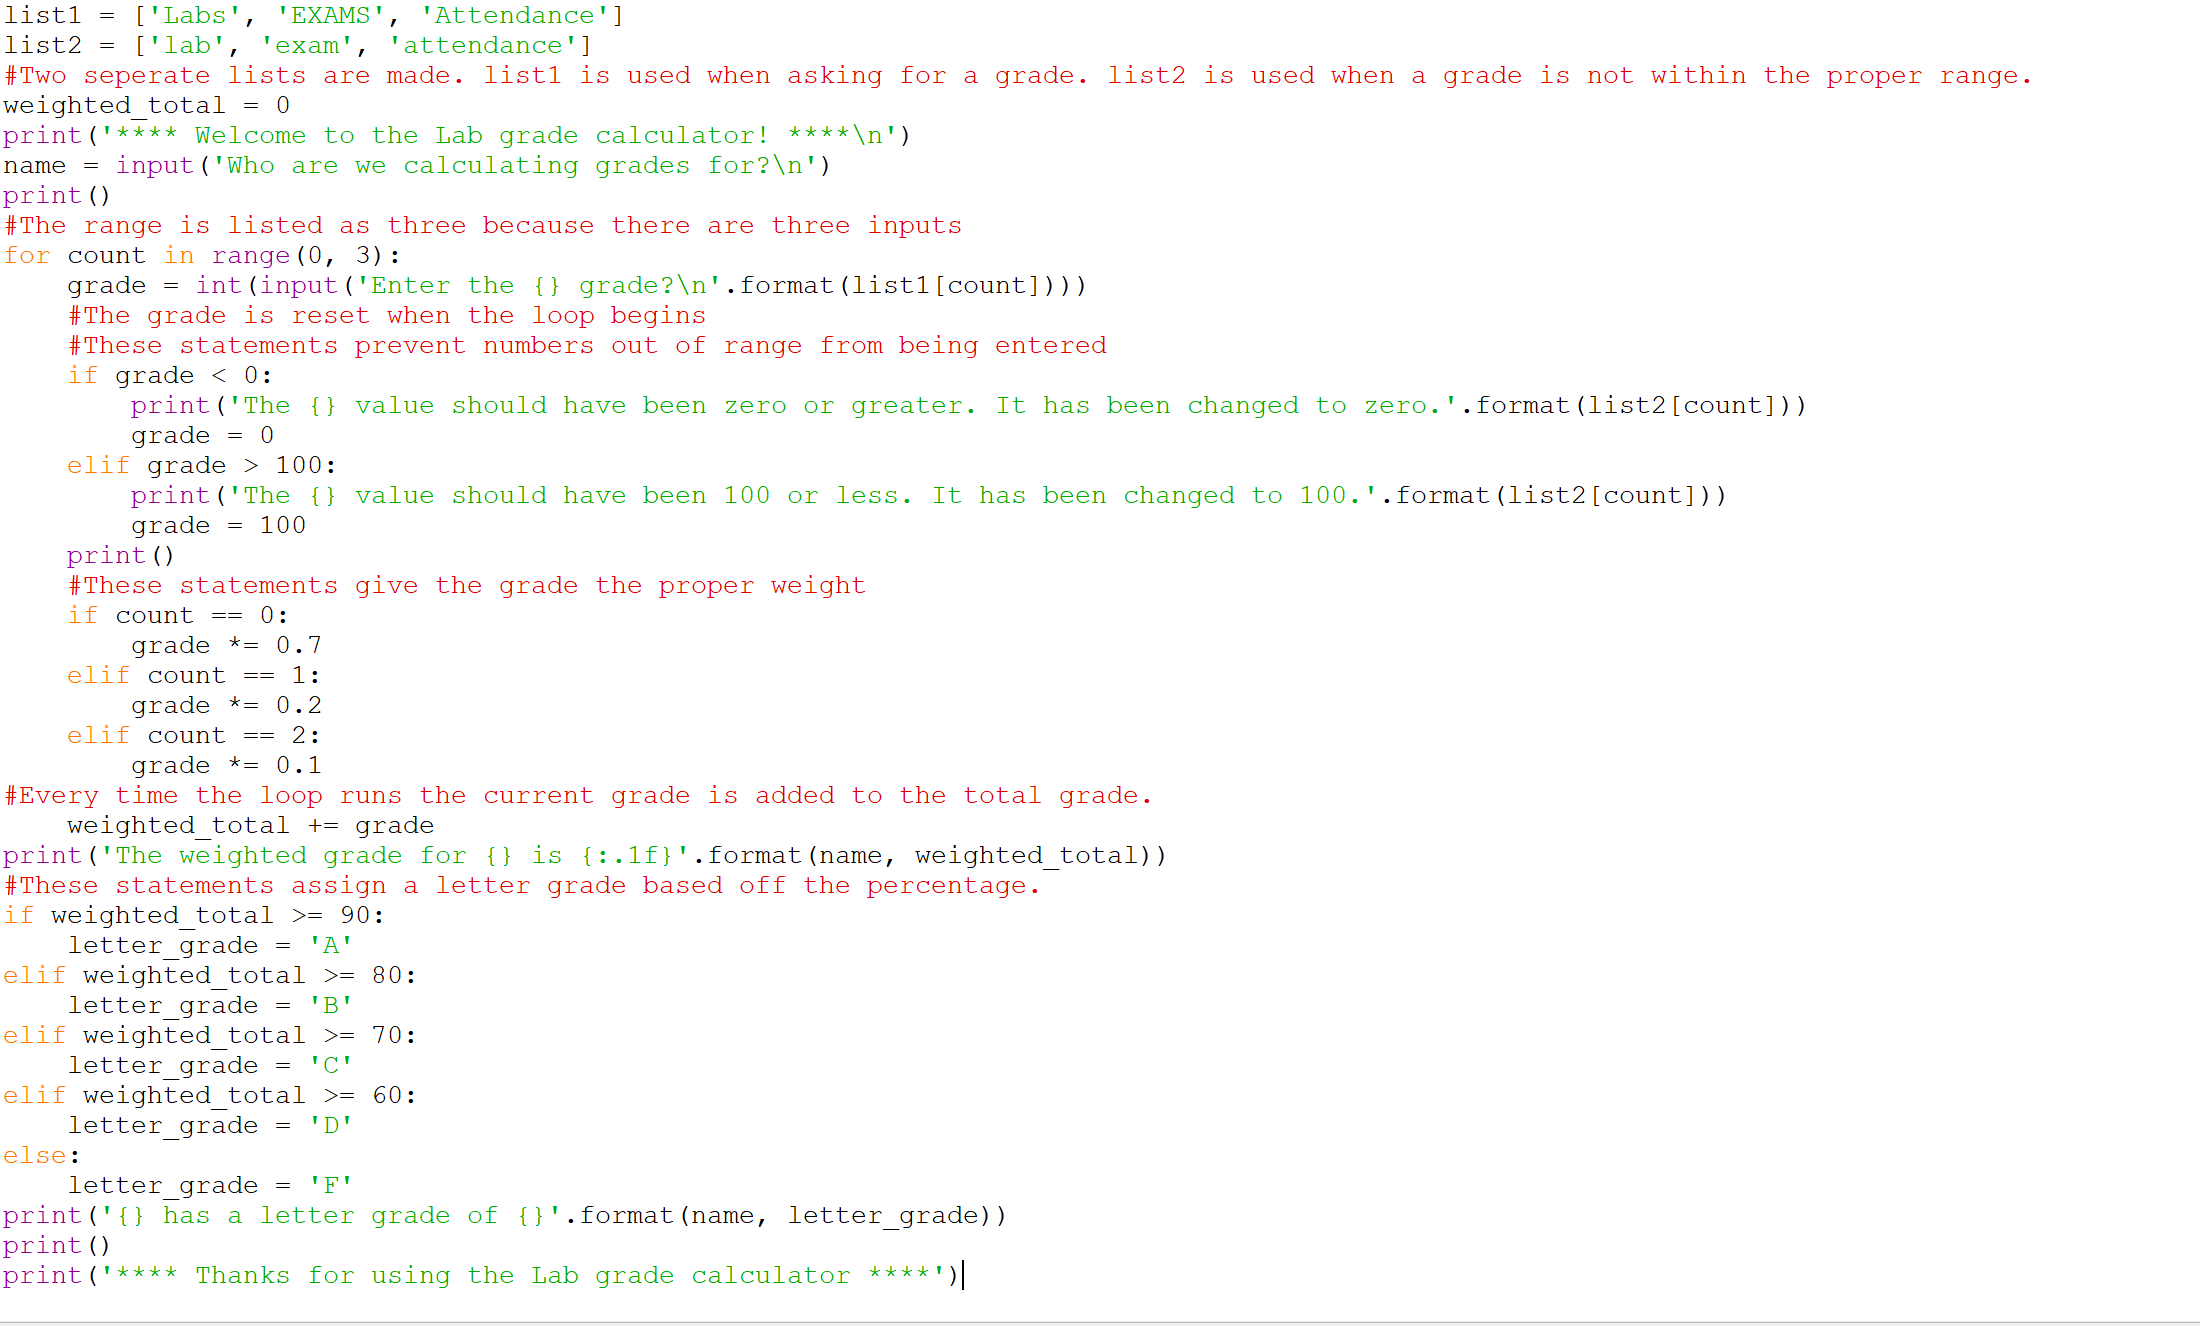 list1 = ['Labs', 'EXAMS', 'Attendance']
list2 = ['lab', 'exam', 'attendance']
#Two seperate lists are made. list1 is used when asking for a grade. list2 is used when a grade is not within the proper range.
weighted_total = 0
print('**** Welcome to the Lab grade calculator! ****\n')
name = input('Who are we calculating grades for?\n')
print()
#The range is listed as three because there are three inputs
for count in range(0, 3):
    grade = int(input('Enter the {} grade?\n'.format(list1[count])))
    #The grade is reset when the loop begins
    #These statements prevent numbers out of range from being entered
    if grade < 0:
        print('The {} value should have been zero or greater. It has been changed to zero.'.format(list2[count]))
        grade = 0
    elif grade > 100:
        print('The {} value should have been 100 or less. It has been changed to 100.'.format(list2[count]))
        grade = 100
    print()
    #These statements give the grade the proper weight
    if count == 0:
        grade *= 0.7
    elif count == 1:
        grade *= 0.2
    elif count == 2:
        grade *= 0.1
#Every time the loop runs the current grade is added to the total grade.
    weighted_total += grade
print('The weighted grade for {} is {:.1f}'.format(name, weighted_total))
#These statements assign a letter grade based off the percentage.
if weighted_total >= 90:
    letter_grade = 'A'
elif weighted_total >= 80:
    letter_grade = 'B'
elif weighted_total >= 70:
    letter_grade = 'C'
elif weighted_total >= 60:
    letter_grade = 'D'
else:
    letter_grade = 'F'
print('{} has a letter grade of {}'.format(name, letter_grade))
print()
print('**** Thanks for using the Lab grade calculator ****')